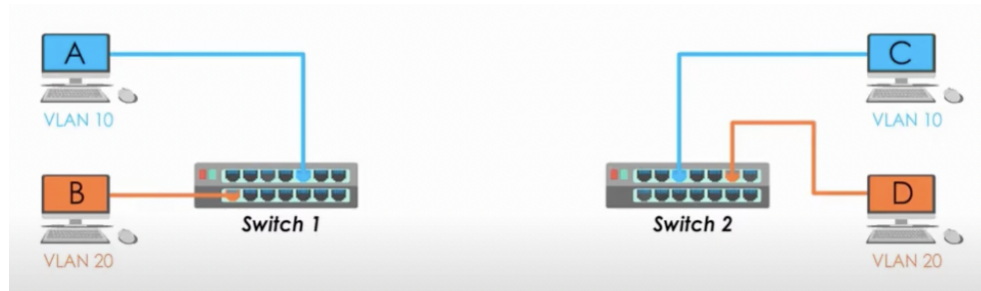 A
VLAN 10
B
VLAN 20
Switch 1
C
VLAN 10
D
VLAN 20
Switch 2